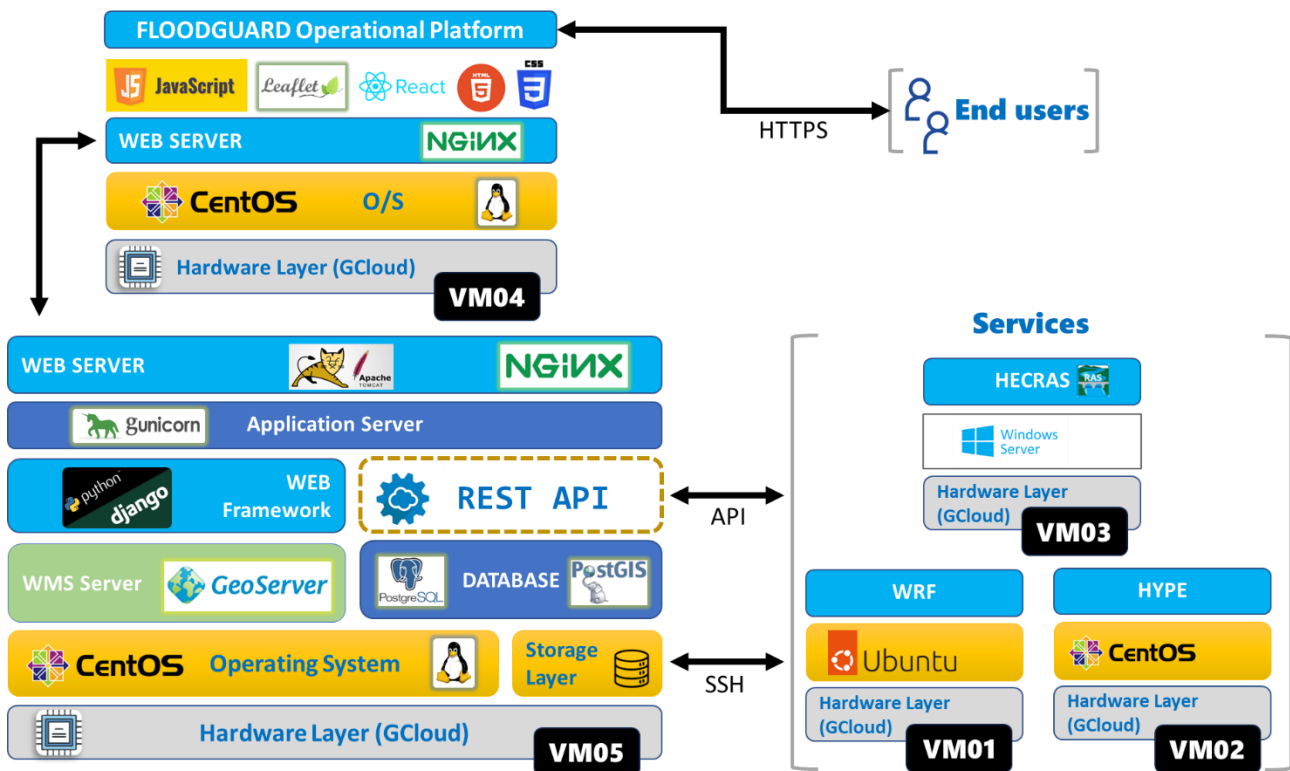 FLOODGUARD Operational Platform
JS JavaScript
Leaflet
React
HTML
5
CSS
3
WEB SERVER
NGiNX
CentOS
O/S
Hardware Layer (GCloud)
VM04
HTTPS
End users
WEB SERVER
Apache
TOMCAT
NGiNX
gunicorn
Application Server
python
django
WEB
Framework
REST API
API
WMS Server
GeoServer
PostgreSQL
DATABASE
PostGIS
CentOS
Operating System
Storage
Layer
SSH
Hardware Layer (GCloud)
VM05
Services
HECRAS
RAS
Windows
Server
Hardware Layer
(GCloud)
VM03
WRF
Ubuntu
Hardware Layer
(GCloud)
VM01
HYPE
CentOS
Hardware Layer
(GCloud)
VM02